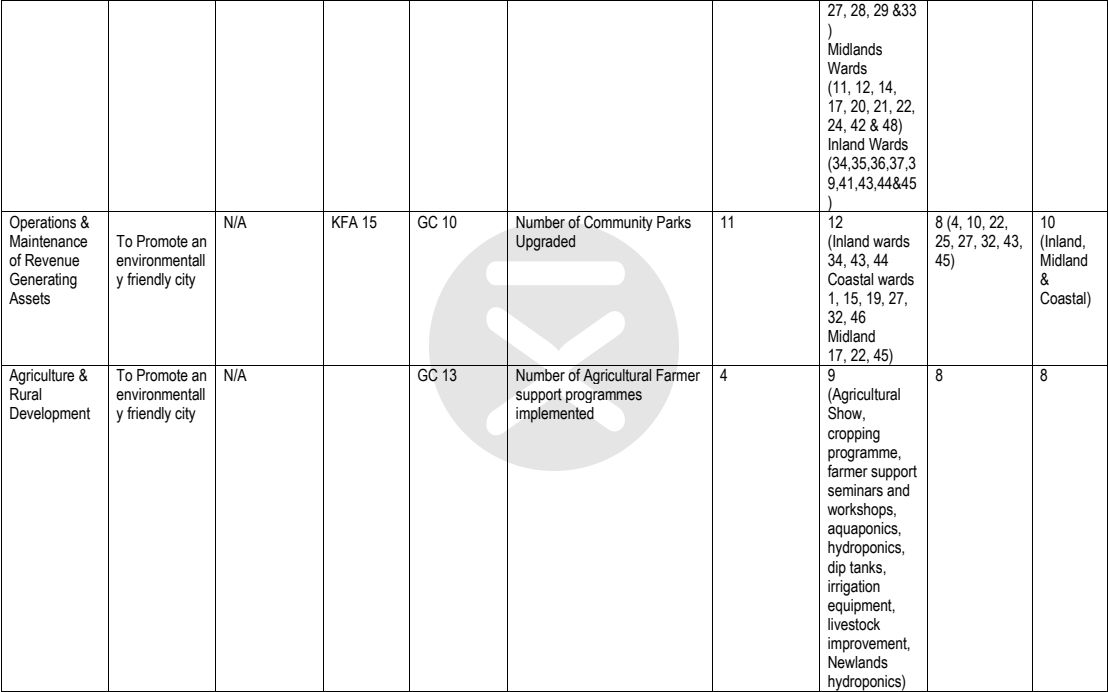 27, 28, 29 &33
)
Midlands
Wards
(11, 12, 14,
17, 20, 21, 22,
24, 42 & 48)
Inland Wards
(34,35,36,37,3
9,41,43,44&45
)
Operations &
Maintenance
of Revenue
Generating
Assets
To Promote an
environmentall
y friendly city
N/A
KFA 15
GC 10
Number of Community Parks
Upgraded
11
12
(Inland wards
34, 43, 44
Coastal wards
1, 15, 19, 27,
32, 46
Midland
17, 22, 45)
8 (4, 10, 22,
25, 27, 32, 43,
45)
10
(Inland,
Midland
&
Coastal)
Agriculture &
Rural
Development
To Promote an
environmentall
y friendly city
N/A
GC 13
Number of Agricultural Farmer
support programmes
implemented
4
9
(Agricultural
Show,
cropping
programme,
farmer support
seminars and
workshops,
aquaponics,
hydroponics,
dip tanks,
irrigation
equipment,
livestock
improvement,
Newlands
hydroponics)
8
8